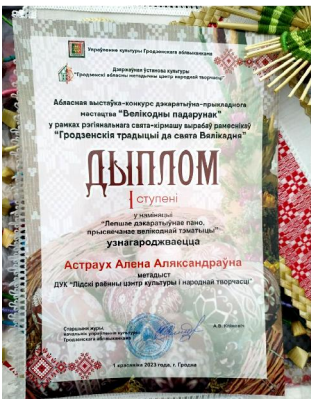 Упраўленне культуры Гродзенскага аблвыканкама
Дзяржаўная ўстанова культуры
"Гродзенскі абласны метадычны цэнтр народнай творчасці"
Абласная выстаўка-конкурс дэкаратыўна-прыкладнога
мастацтва "Велікодны падарунак"
у рамках рэгіянальнага свята-кірмашу вырабаў рамеснікаў
"Гродзенскія традыцыі да свята Вялікадня"
ДЫПЛОМ
I ступені
у намінацыі
"Лепшае дэкаратыўнае пано,
прысвечанае велікоднай тэматыцы"
узнагароджваецца
Астраух Алена Аляксандраўна
метадыст
ДУК "Лідскі раённы цэнтр культуры і народнай творчасці"
Старшыня журы,
начальнік упраўлення культуры
Гродзенскага аблвыканкама
А.В.
1 красавіка 2023 года, г. Гродна